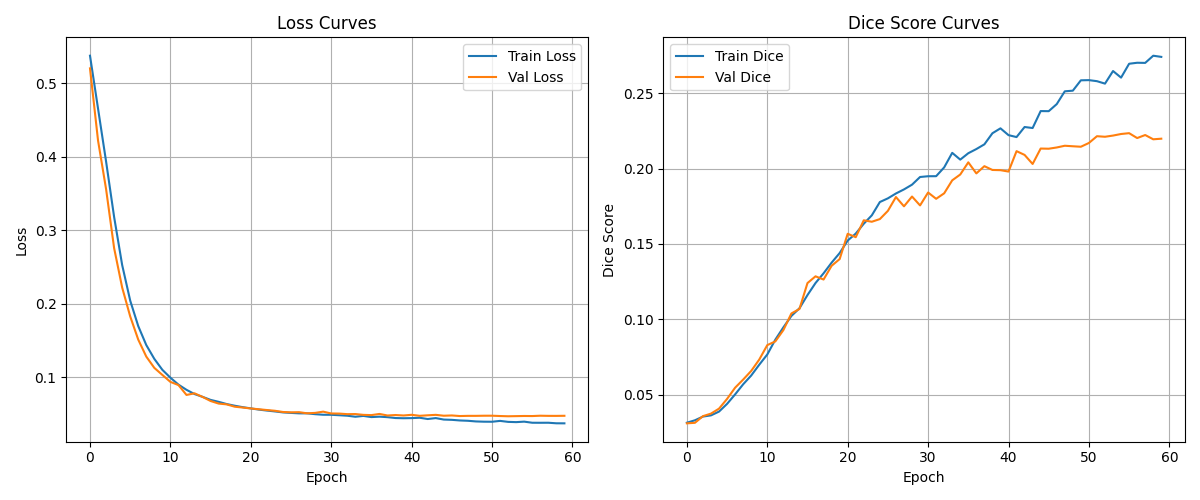 Loss Curves
Train Loss
Val Loss
0.5
0.4
0.3
0.2
0.1
Loss
0 10 20 30 40 50 60
Epoch
Dice Score Curves
Train Dice
Val Dice
0.25
0.20
0.15
0.10
0.05
Dice Score
0 10 20 30 40 50 60
Epoch